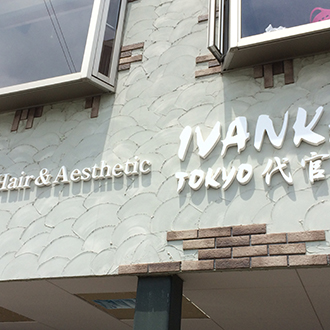 Hair & Aesthetic
IVANK
TOKYO 代官